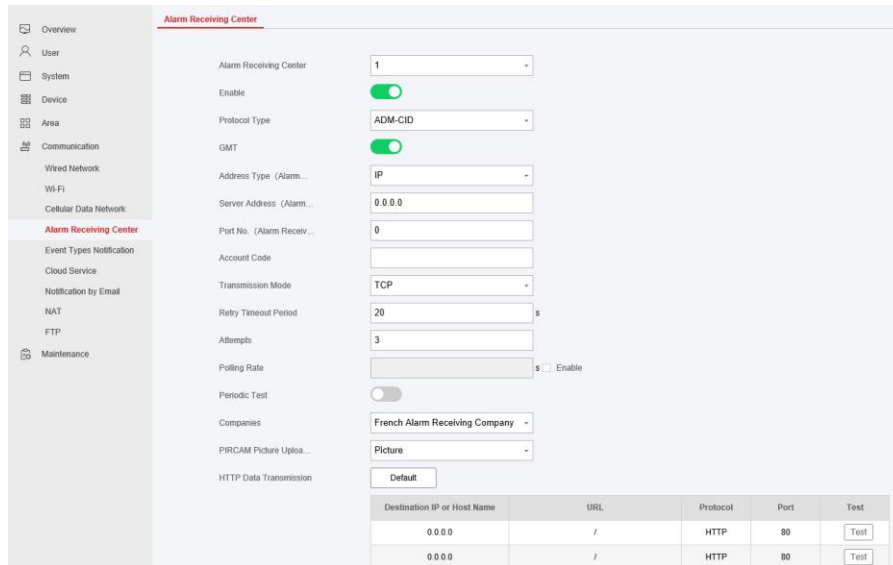 Alarm Receiving Center
Overview
User
System
Device
Area
Communication
Wired Network
Wi-Fi
Cellular Data Network
Alarm Receiving Center
Event Types Notification
Cloud Service
Notification by Email
NAT
FTP
Maintenance
Alarm Receiving Center 1
Enable
Protocol Type ADM-CID
GMT
Address Type (Alarm... IP
Server Address (Alarm... 0.0.0.0
Port No. (Alarm Receiv... 0
Account Code
Transmission Mode TCP
Retry Timeout Period 20 s
Attempts 3
Polling Rate s Enable
Periodic Test
Companies French Alarm Receiving Company
PIRCAM Picture Uploa... Picture
HTTP Data Transmission Default
Destination IP or Host Name URL Protocol Port Test
0.0.0.0 / HTTP 80 Test
0.0.0.0 / HTTP 80 Test